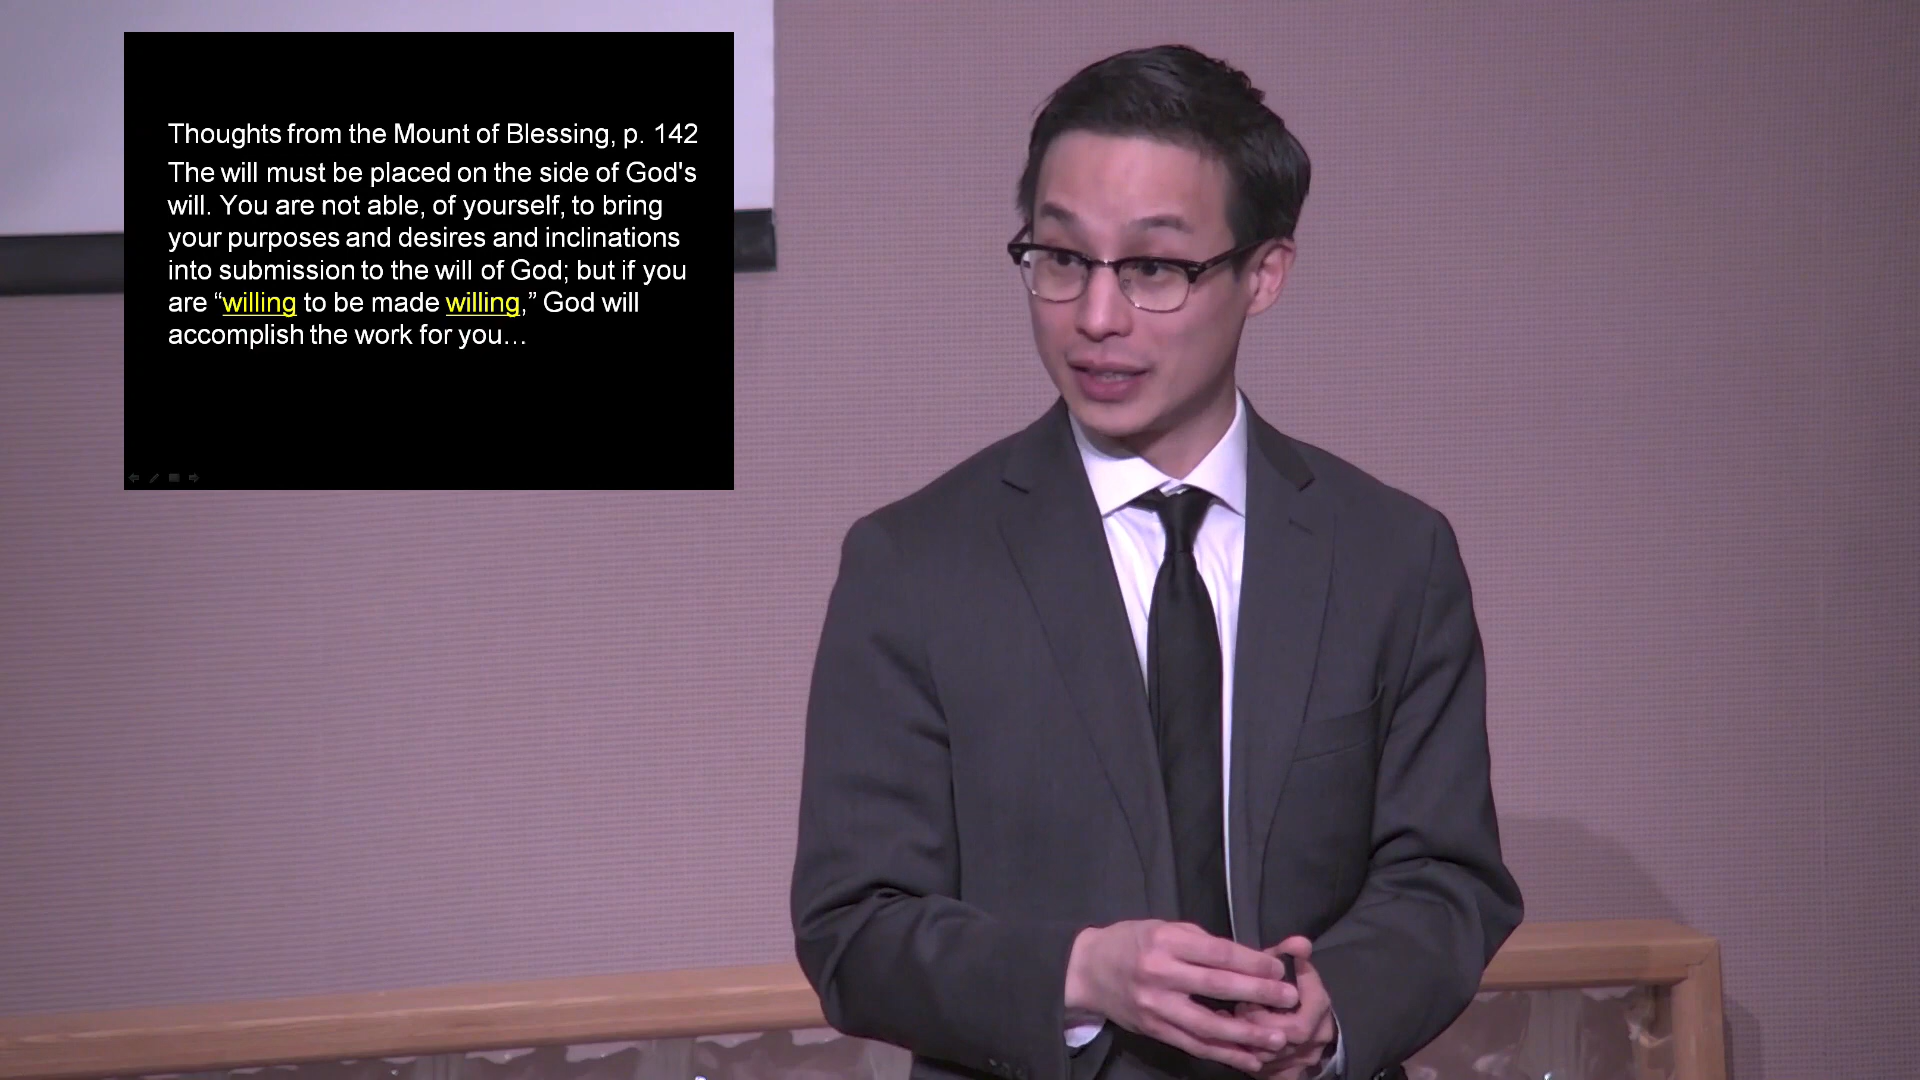 Thoughts from the Mount of Blessing, p. 142
The will must be placed on the side of God's
will. You are not able, of yourself, to bring
your purposes and desires and inclinations
into submission to the will of God; but if you
are “willing to be made willing,” God will
accomplish the work for you…